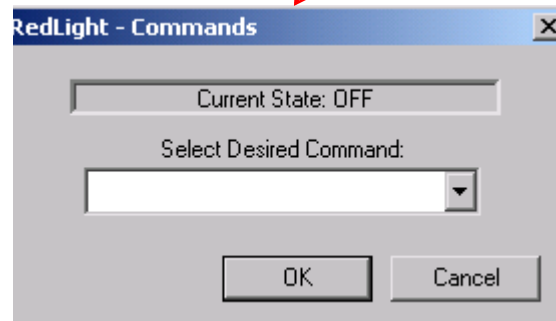 RedLight - Commands
Current State: OFF
Select Desired Command:
OK
Cancel